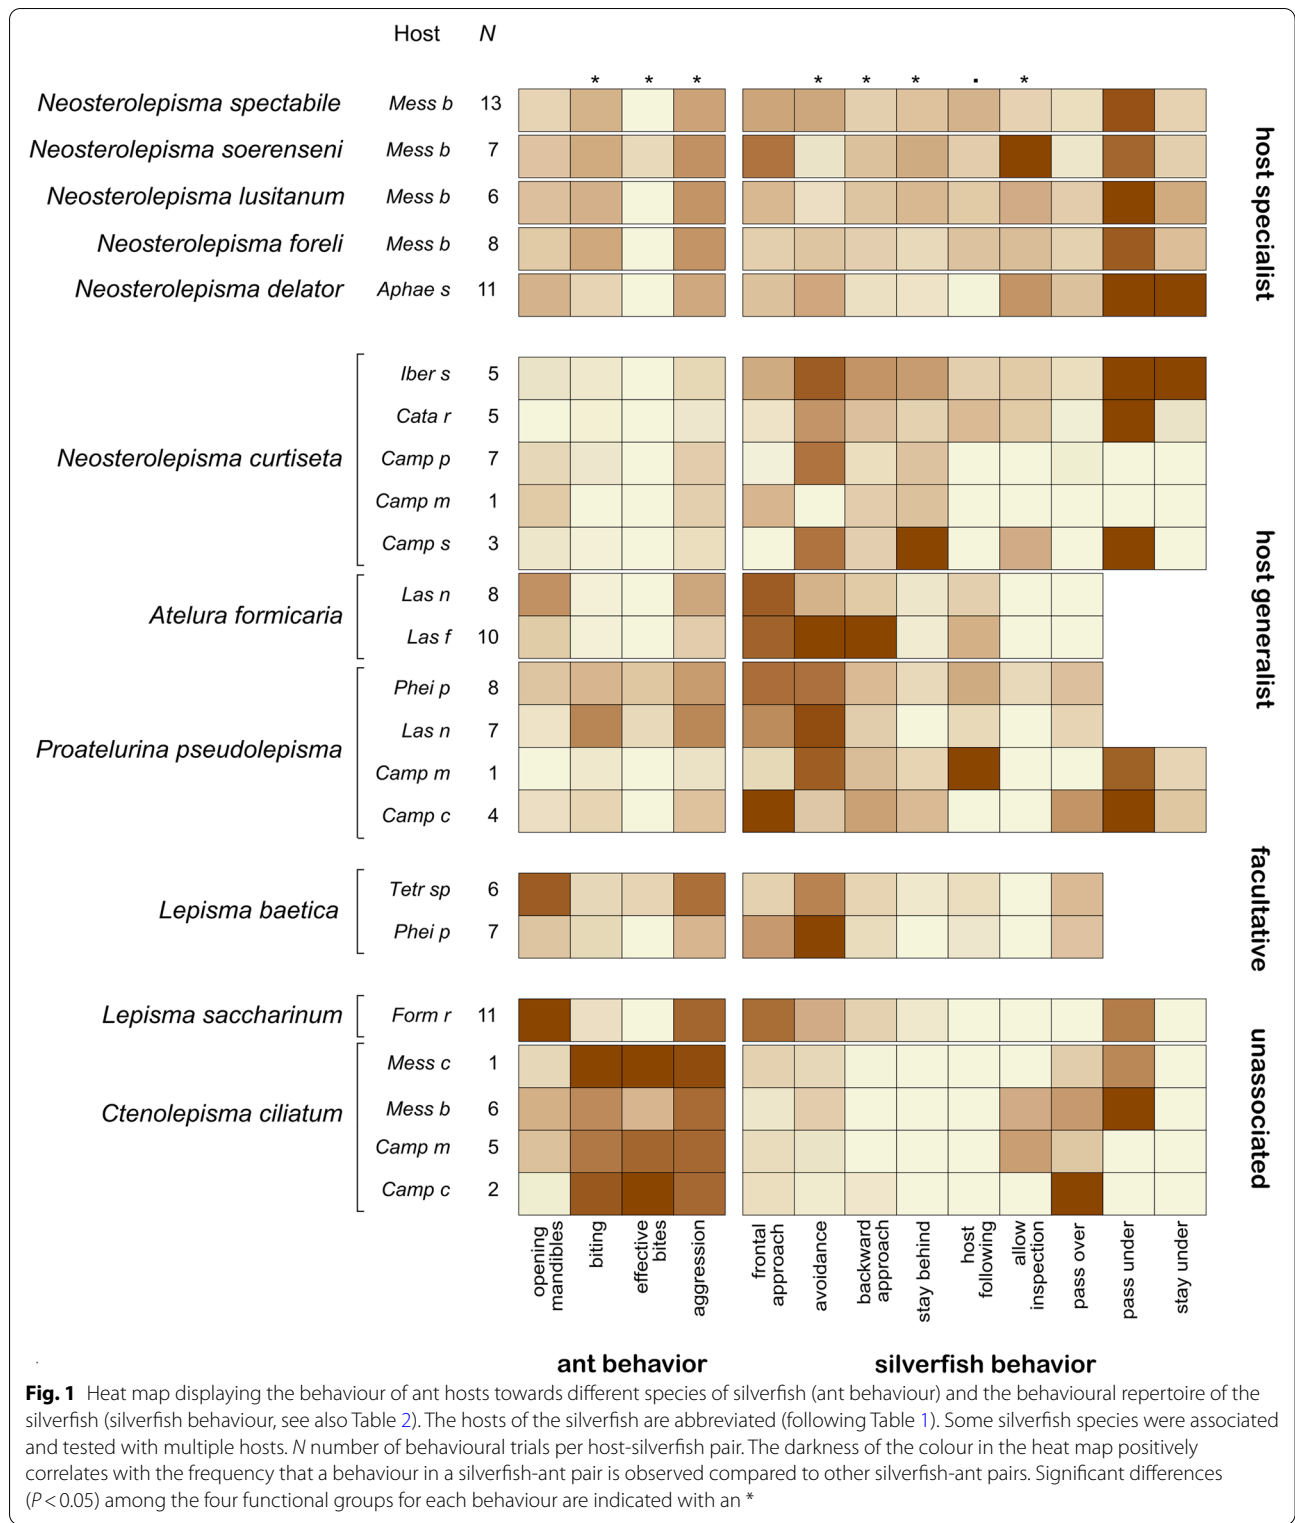 Host N
* * * * * * . *
Neosterolepisma spectabile Mess b 13
Neosterolepisma soerenseni Mess b 7
Neosterolepisma lusitanum Mess b 6
Neosterolepisma foreli Mess b 8
Neosterolepisma delator Aphae s 11
host specialist
Iber s 5
Cata r 5
Neosterolepisma curtiseta Camp p 7
Camp m 1
Camp s 3
Las n 8
Atelura formicaria
Las f 10
Phei p 8
Las n 7
Proatelurina pseudolepisma
Camp m 1
Camp c 4
host generalist
Tetr sp 6
Lepisma baetica
Phei p 7
facultative
Lepisma saccharinum Form r 11
Mess c 1
Mess b 6
Ctenolepisma ciliatum
Camp m 5
Camp c 2
unassociated
opening
mandibles
biting
effective
bites
aggression
frontal
approach
avoidance
backward
approach
stay behind
host
following
allow
inspection
pass over
pass under
stay under
ant behavior
silverfish behavior
Fig. 1 Heat map displaying the behaviour of ant hosts towards different species of silverfish (ant behaviour) and the behavioural repertoire of the
silverfish (silverfish behaviour, see also Table 2). The hosts of the silverfish are abbreviated (following Table 1). Some silverfish species were associated
and tested with multiple hosts. N number of behavioural trials per host-silverfish pair. The darkness of the colour in the heat map positively
correlates with the frequency that a behaviour in a silverfish-ant pair is observed compared to other silverfish-ant pairs. Significant differences
(P < 0.05) among the four functional groups for each behaviour are indicated with an *